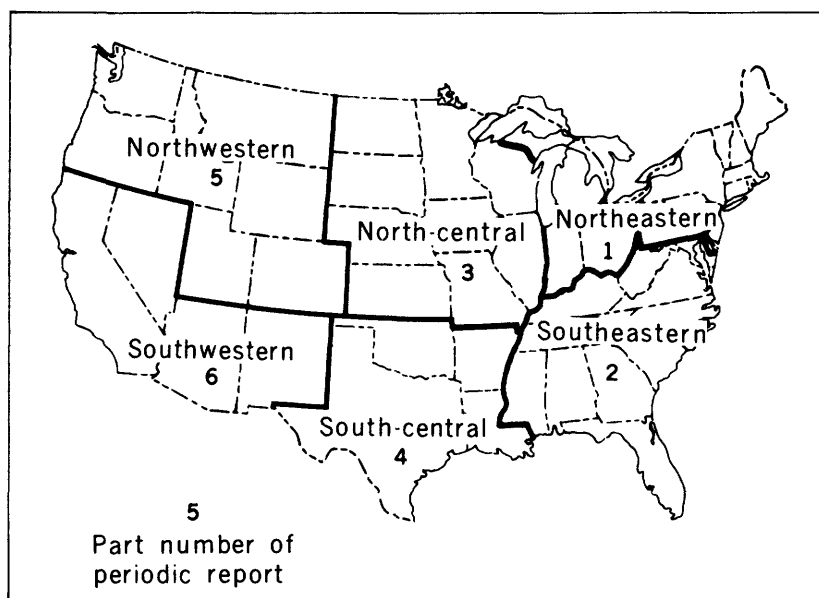 Northwestern
5
North-central
3
Northeastern
1
Southwestern
6
South-central
4
Southeastern
2
5
Part number of
periodic report